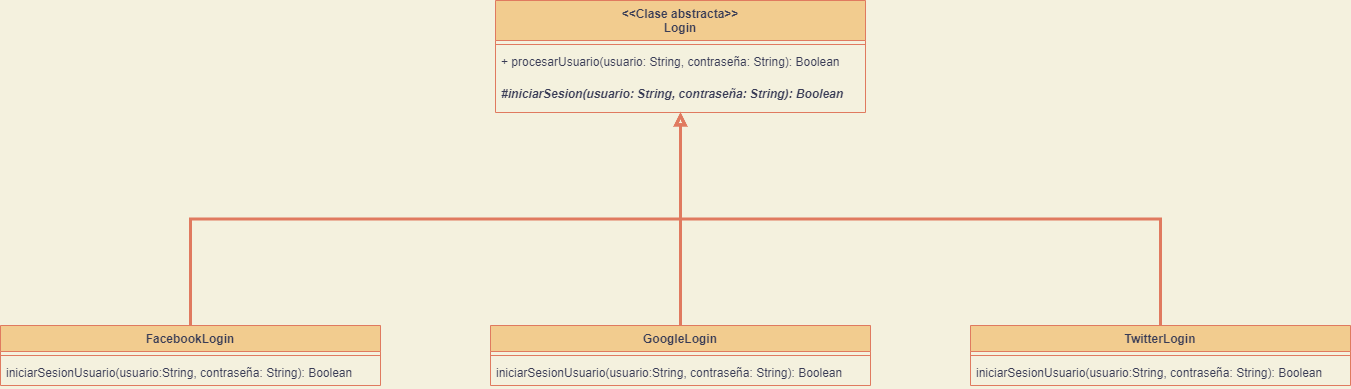 <<Clase abstracta>>
Login
+ procesarUsuario(usuario: String, contraseña: String): Boolean
#iniciarSesion(usuario: String, contraseña: String): Boolean
FacebookLogin
GoogleLogin
TwitterLogin
iniciarSesionUsuario(usuario:String, contraseña: String): Boolean
iniciarSesionUsuario(usuario:String, contraseña: String): Boolean
iniciarSesionUsuario(usuario:String, contraseña: String): Boolean